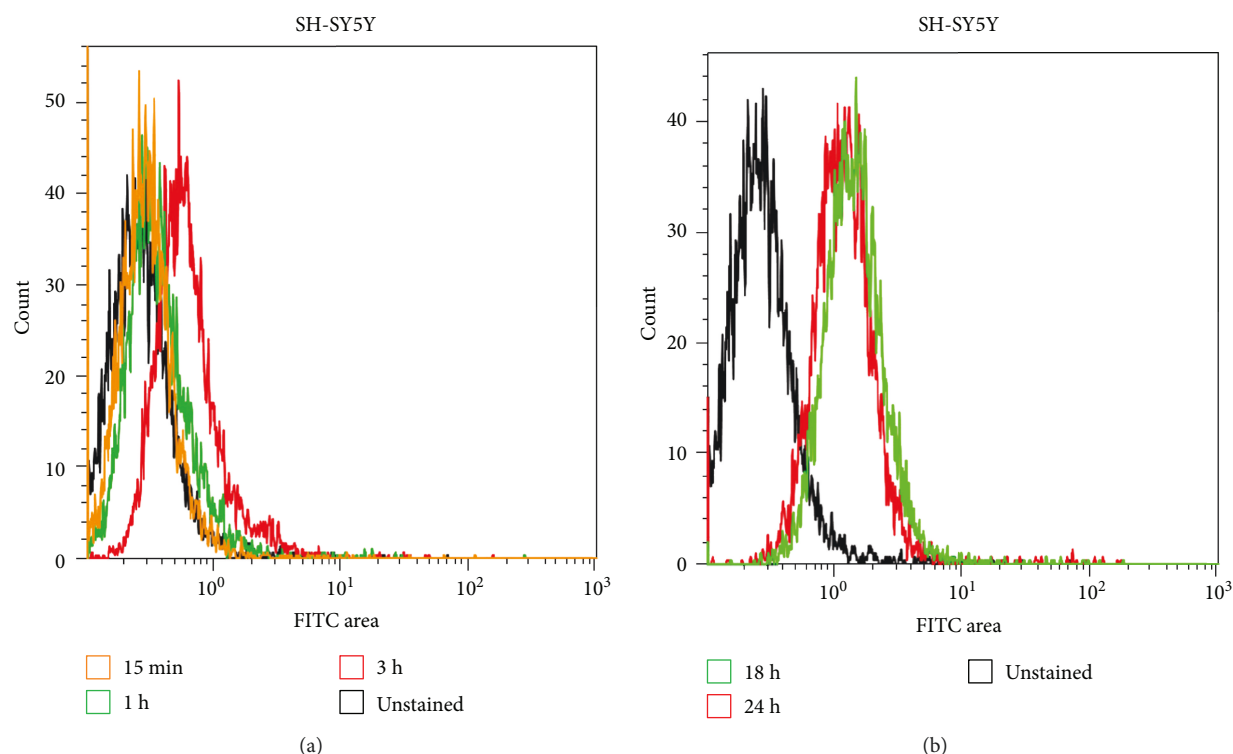 SH-SY5Y
Count
50
40
30
20
10
0
10⁰
10¹
10²
10³
FITC area
15 min
3 h
1 h
Unstained
(a)
SH-SY5Y
Count
40
30
20
10
0
10⁰
10¹
10²
10³
FITC area
18 h
Unstained
24 h
(b)